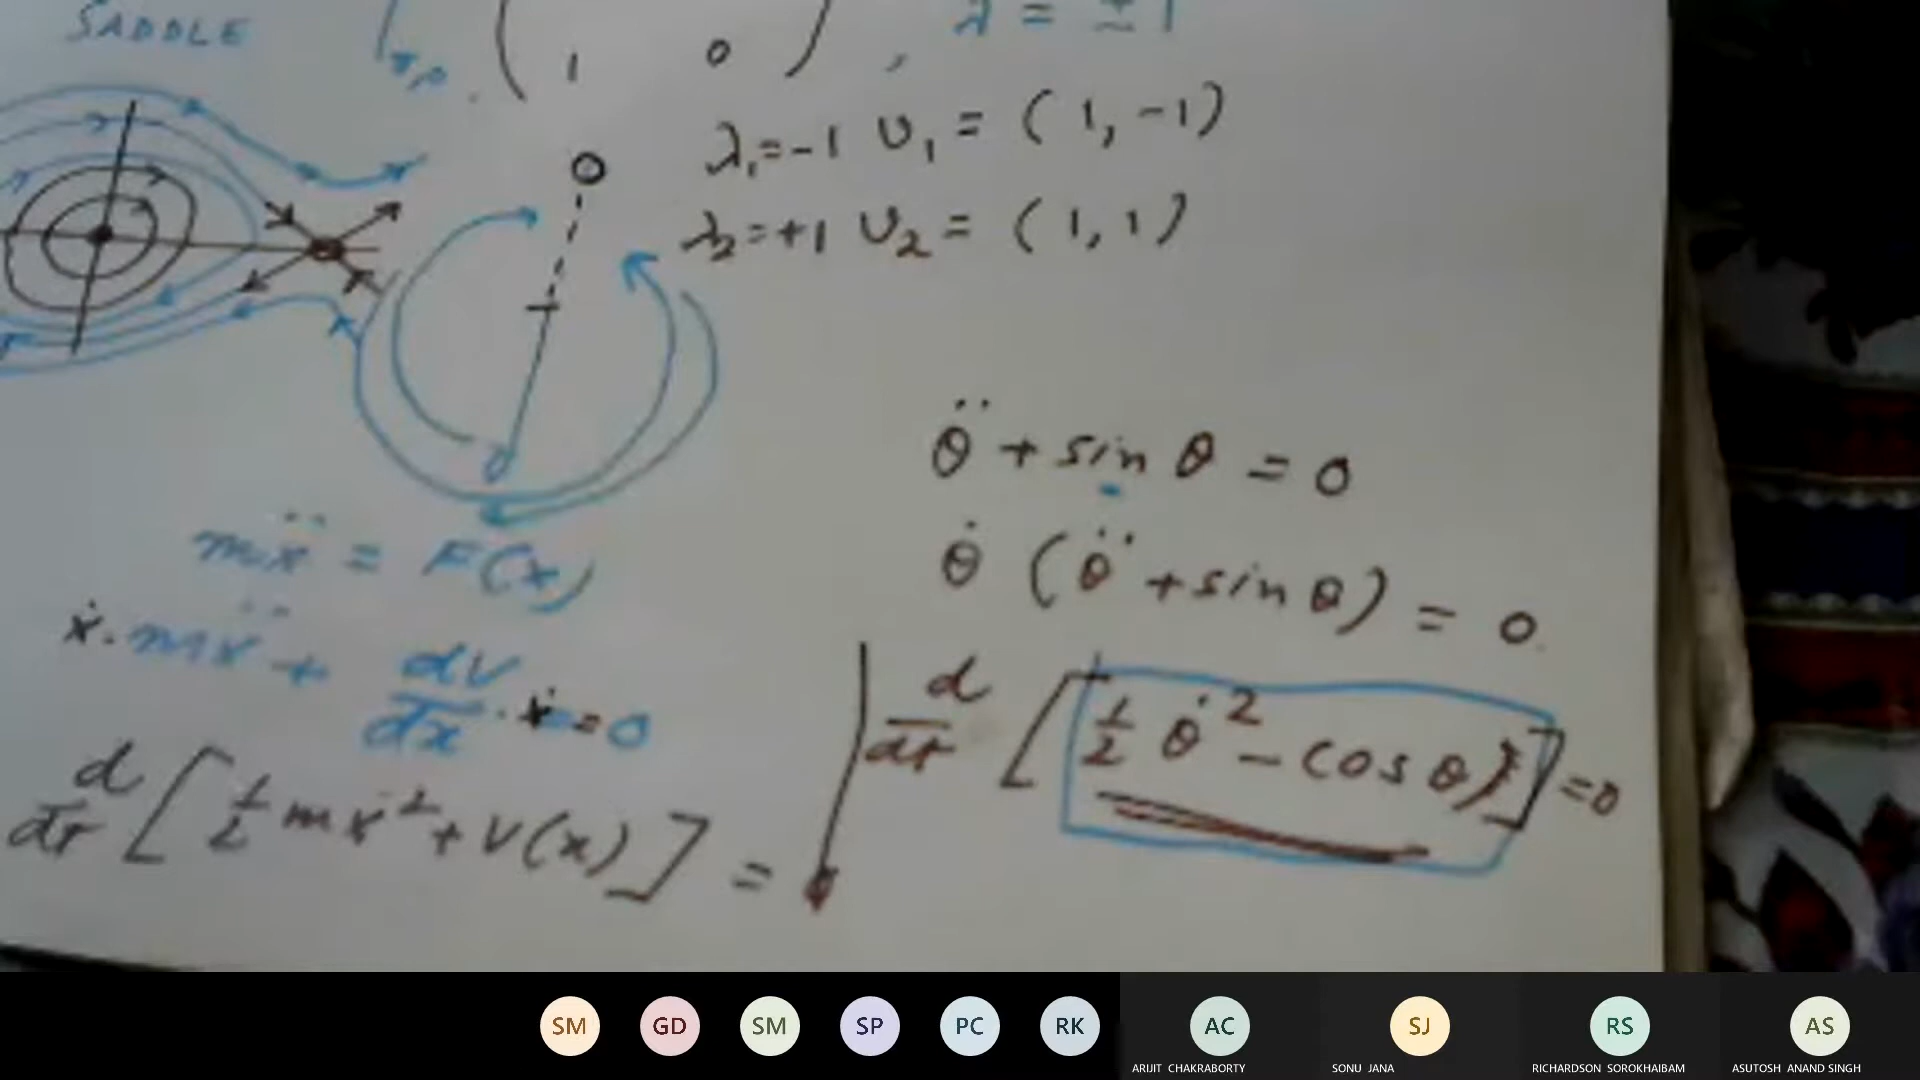 SADDLE
| π,0 ( 1 0 ) , λ = ±1
λ₁=-1 υ₁ = (1, -1)
λ₂=+1 υ₂ = (1, 1)
θ̈ + sin θ = 0
θ̇ (θ̈ + sin θ) = 0
mẍ = F(x)
ẋ. mẍ + dV/dx . ẋ = 0
d/dt [ 1/2 mẋ² + V(x) ] =
d/dt [ 1/2 θ̇² - cos θ ] = 0
SM GD SM SP PC RK AC SJ RS AS
ARIJIT CHAKRABORTY SONU JANA RICHARDSON SOROKHAIBAM ASUTOSH ANAND SINGH